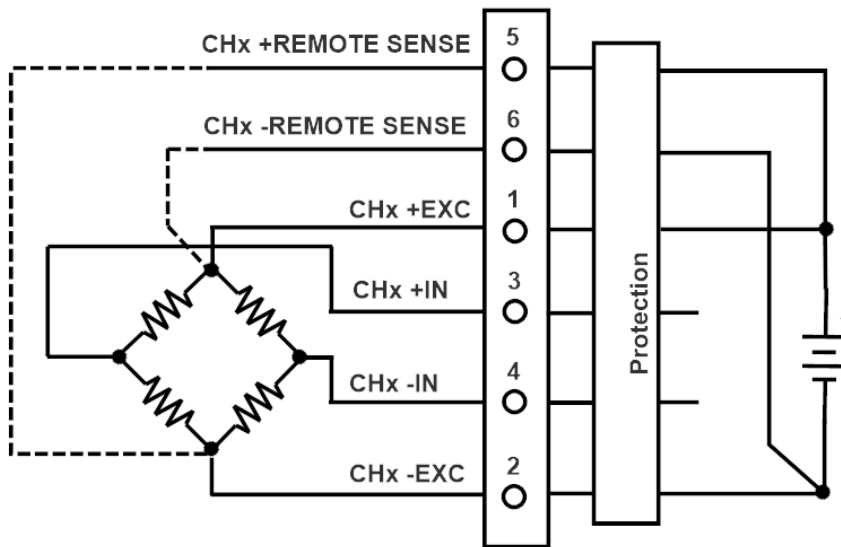 CHx +REMOTE SENSE
5
CHx -REMOTE SENSE
6
CHx +EXC
1
CHx +IN
3
CHx -IN
4
CHx -EXC
2
Protection